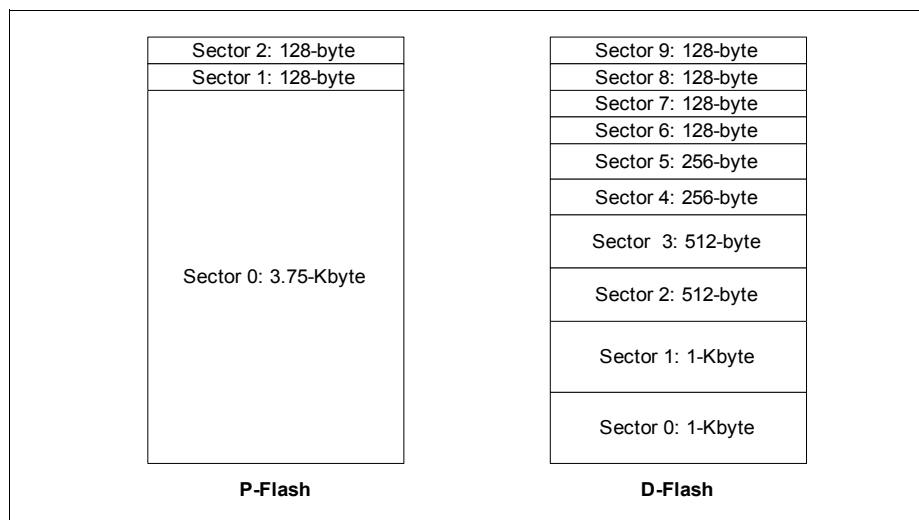 Sector 2: 128-byte
Sector 1: 128-byte
Sector 0: 3.75-Kbyte
P-Flash
Sector 9: 128-byte
Sector 8: 128-byte
Sector 7: 128-byte
Sector 6: 128-byte
Sector 5: 256-byte
Sector 4: 256-byte
Sector 3: 512-byte
Sector 2: 512-byte
Sector 1: 1-Kbyte
Sector 0: 1-Kbyte
D-Flash